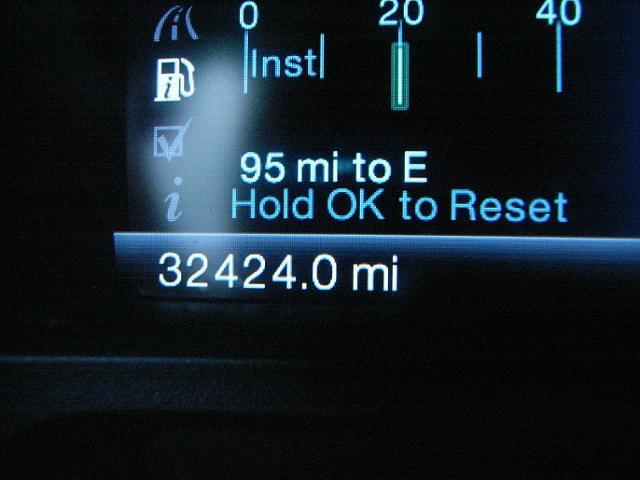 0 20 40
Inst
95 mi to E
Hold OK to Reset
32424.0 mi